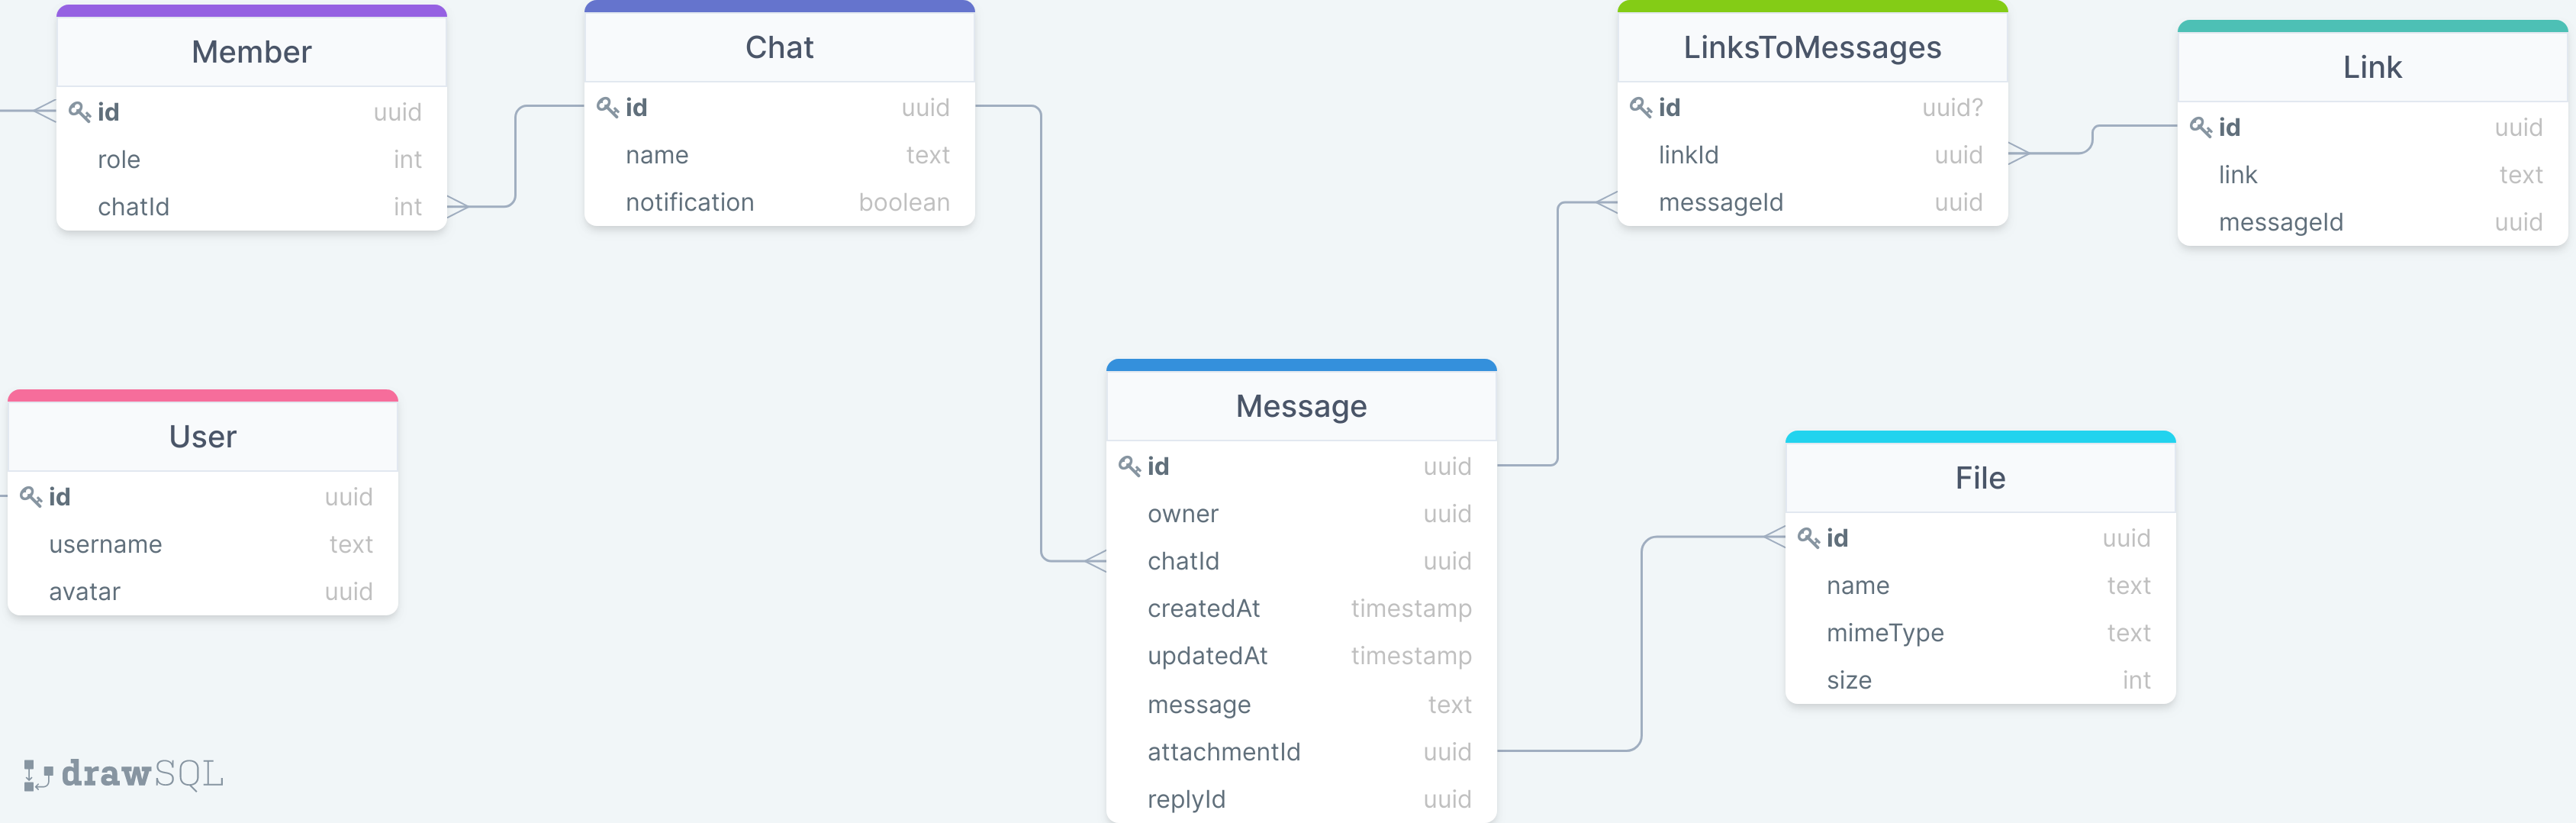 Member
id uuid
role int
chatId int
Chat
id uuid
name text
notification boolean
LinksToMessages
id uuid?
linkId uuid
messageId uuid
Link
id uuid
link text
messageId uuid
User
id uuid
username text
avatar uuid
Message
id uuid
owner uuid
chatId uuid
createdAt timestamp
updatedAt timestamp
message text
attachmentId uuid
replyId uuid
File
id uuid
name text
mimeType text
size int
drawSQL